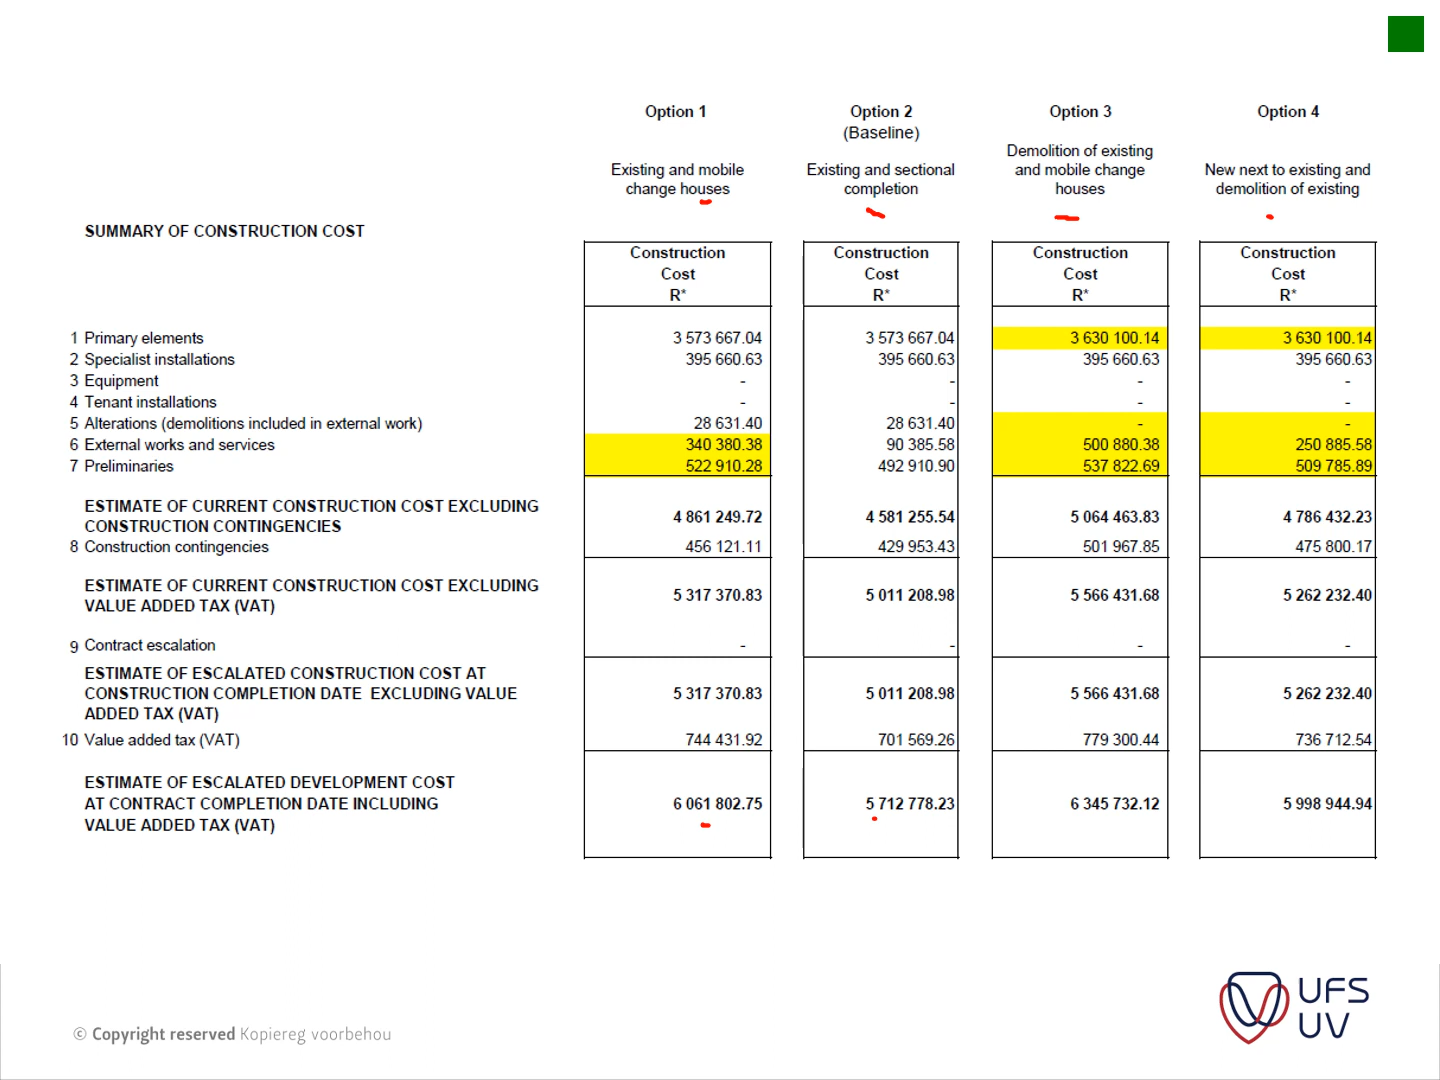 Option 1 Option 2 Option 3 Option 4
(Baseline)
Existing and mobile change houses
Existing and sectional completion
Demolition of existing and mobile change houses
New next to existing and demolition of existing
SUMMARY OF CONSTRUCTION COST
Construction Construction Construction Construction
Cost Cost Cost Cost
R* R* R* R*
1 Primary elements 3 573 667.04 3 573 667.04 3 630 100.14 3 630 100.14
2 Specialist installations 395 660.63 395 660.63 395 660.63 395 660.63
3 Equipment - - - -
4 Tenant installations - - - -
5 Alterations (demolitions included in external work) 28 631.40 28 631.40 - -
6 External works and services 340 380.38 90 385.58 500 880.38 250 885.58
7 Preliminaries 522 910.28 492 910.90 537 822.69 509 785.89
ESTIMATE OF CURRENT CONSTRUCTION COST EXCLUDING
CONSTRUCTION CONTINGENCIES 4 861 249.72 4 581 255.54 5 064 463.83 4 786 432.23
8 Construction contingencies 456 121.11 429 953.43 501 967.85 475 800.17
ESTIMATE OF CURRENT CONSTRUCTION COST EXCLUDING
VALUE ADDED TAX (VAT) 5 317 370.83 5 011 208.98 5 566 431.68 5 262 232.40
9 Contract escalation - - - -
ESTIMATE OF ESCALATED CONSTRUCTION COST AT
CONSTRUCTION COMPLETION DATE EXCLUDING VALUE 5 317 370.83 5 011 208.98 5 566 431.68 5 262 232.40
ADDED TAX (VAT)
10 Value added tax (VAT) 744 431.92 701 569.26 779 300.44 736 712.54
ESTIMATE OF ESCALATED DEVELOPMENT COST
AT CONTRACT COMPLETION DATE INCLUDING 6 061 802.75 5 712 778.23 6 345 732.12 5 998 944.94
VALUE ADDED TAX (VAT)
© Copyright reserved Kopiereg voorbehou
UFS
UV